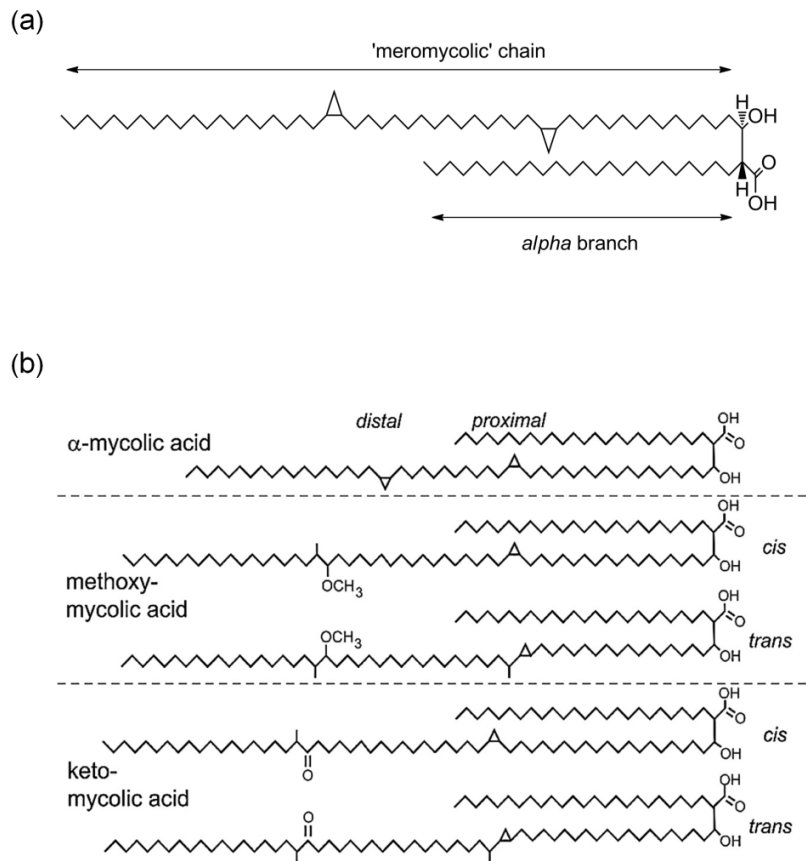 (a)
'meromycolic' chain
H
OH
O
H
OH
alpha branch
(b)
distal
proximal
OH
α-mycolic acid
O
OH
OH
cis
O
OH
OCH3
methoxy-
mycolic acid
OH
OCH3
trans
O
OH
OH
cis
O
OH
O
keto-
mycolic acid
OH
O
trans
O
OH